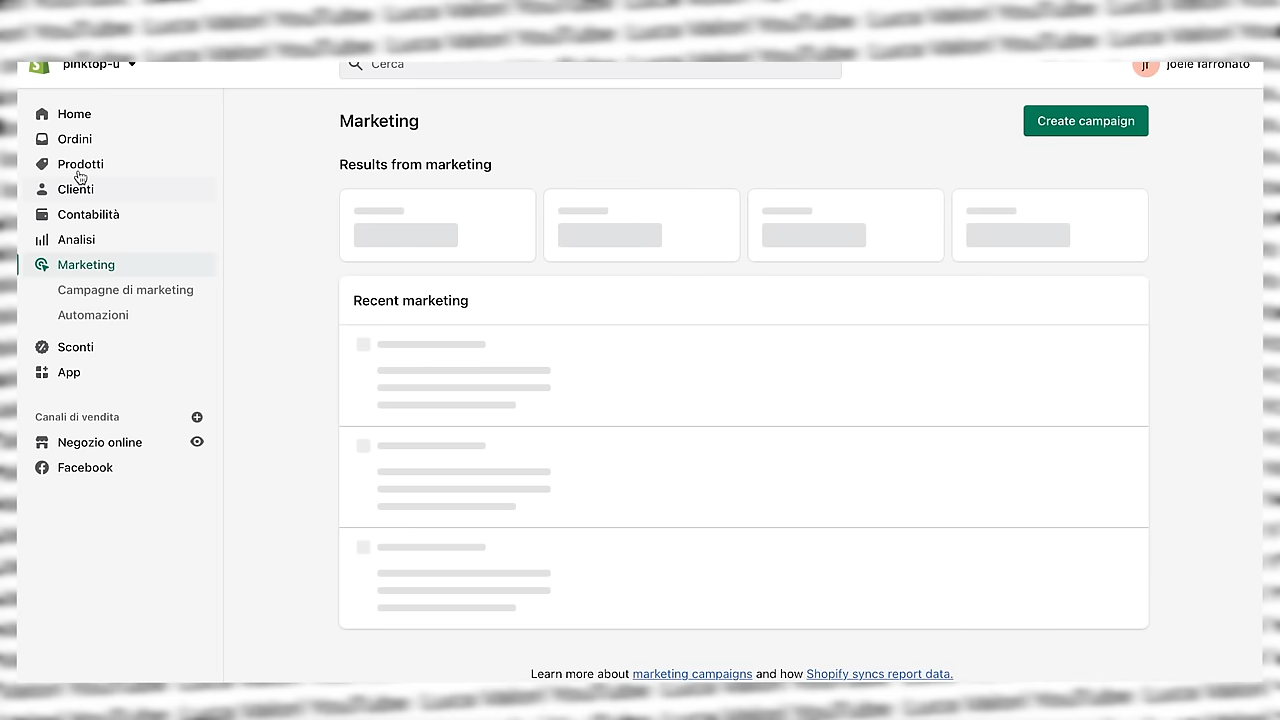 pinktop-u
Cerca
jf
joele farronato
Home
Ordini
Prodotti
Clienti
Contabilità
Analisi
Marketing
Campagne di marketing
Automazioni
Sconti
App
Canali di vendita
Negozio online
Facebook
Marketing
Create campaign
Results from marketing
Recent marketing
Learn more about marketing campaigns and how Shopify syncs report data.